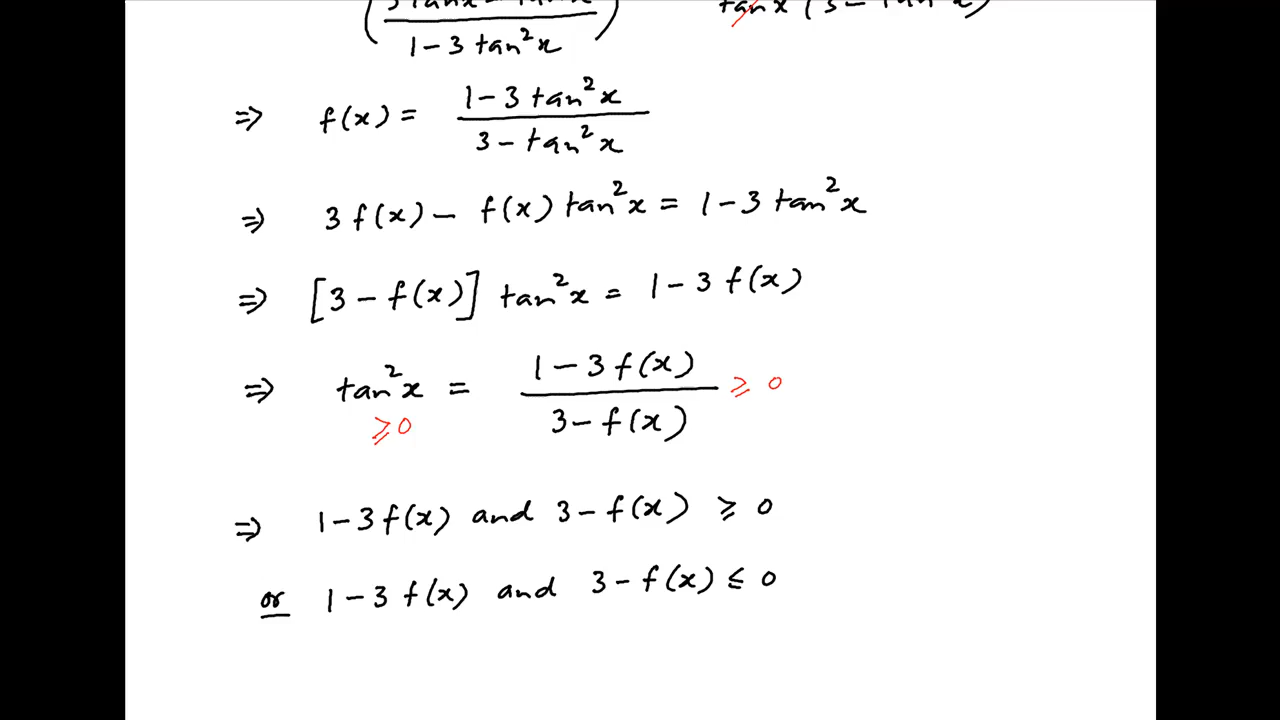 1 - 3 tan²x
⇒ f(x) = (1 - 3 tan²x) / (3 - tan²x)
⇒ 3 f(x) - f(x) tan²x = 1 - 3 tan²x
⇒ [3 - f(x)] tan²x = 1 - 3 f(x)
⇒ tan²x = (1 - 3 f(x)) / (3 - f(x)) ≥ 0
≥ 0
⇒ 1 - 3 f(x) and 3 - f(x) ≥ 0
or 1 - 3 f(x) and 3 - f(x) ≤ 0